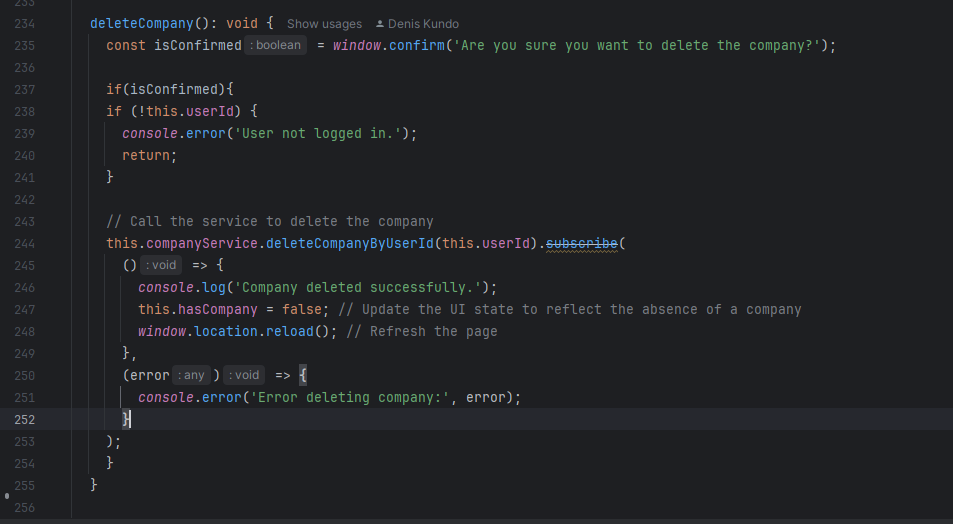 233
234 deleteCompany(): void { Show usages Denis Kundo
235 const isConfirmed : boolean = window.confirm('Are you sure you want to delete the company?');
236
237 if(isConfirmed){
238 if (!this.userId) {
239 console.error('User not logged in.');
240 return;
241 }
242
243 // Call the service to delete the company
244 this.companyService.deleteCompanyByUserId(this.userId).subscribe(
245 () : void => {
246 console.log('Company deleted successfully.');
247 this.hasCompany = false; // Update the UI state to reflect the absence of a company
248 window.location.reload(); // Refresh the page
249 },
250 (error : any ) : void => {
251 console.error('Error deleting company:', error);
252 }
253 );
254 }
255 }
256